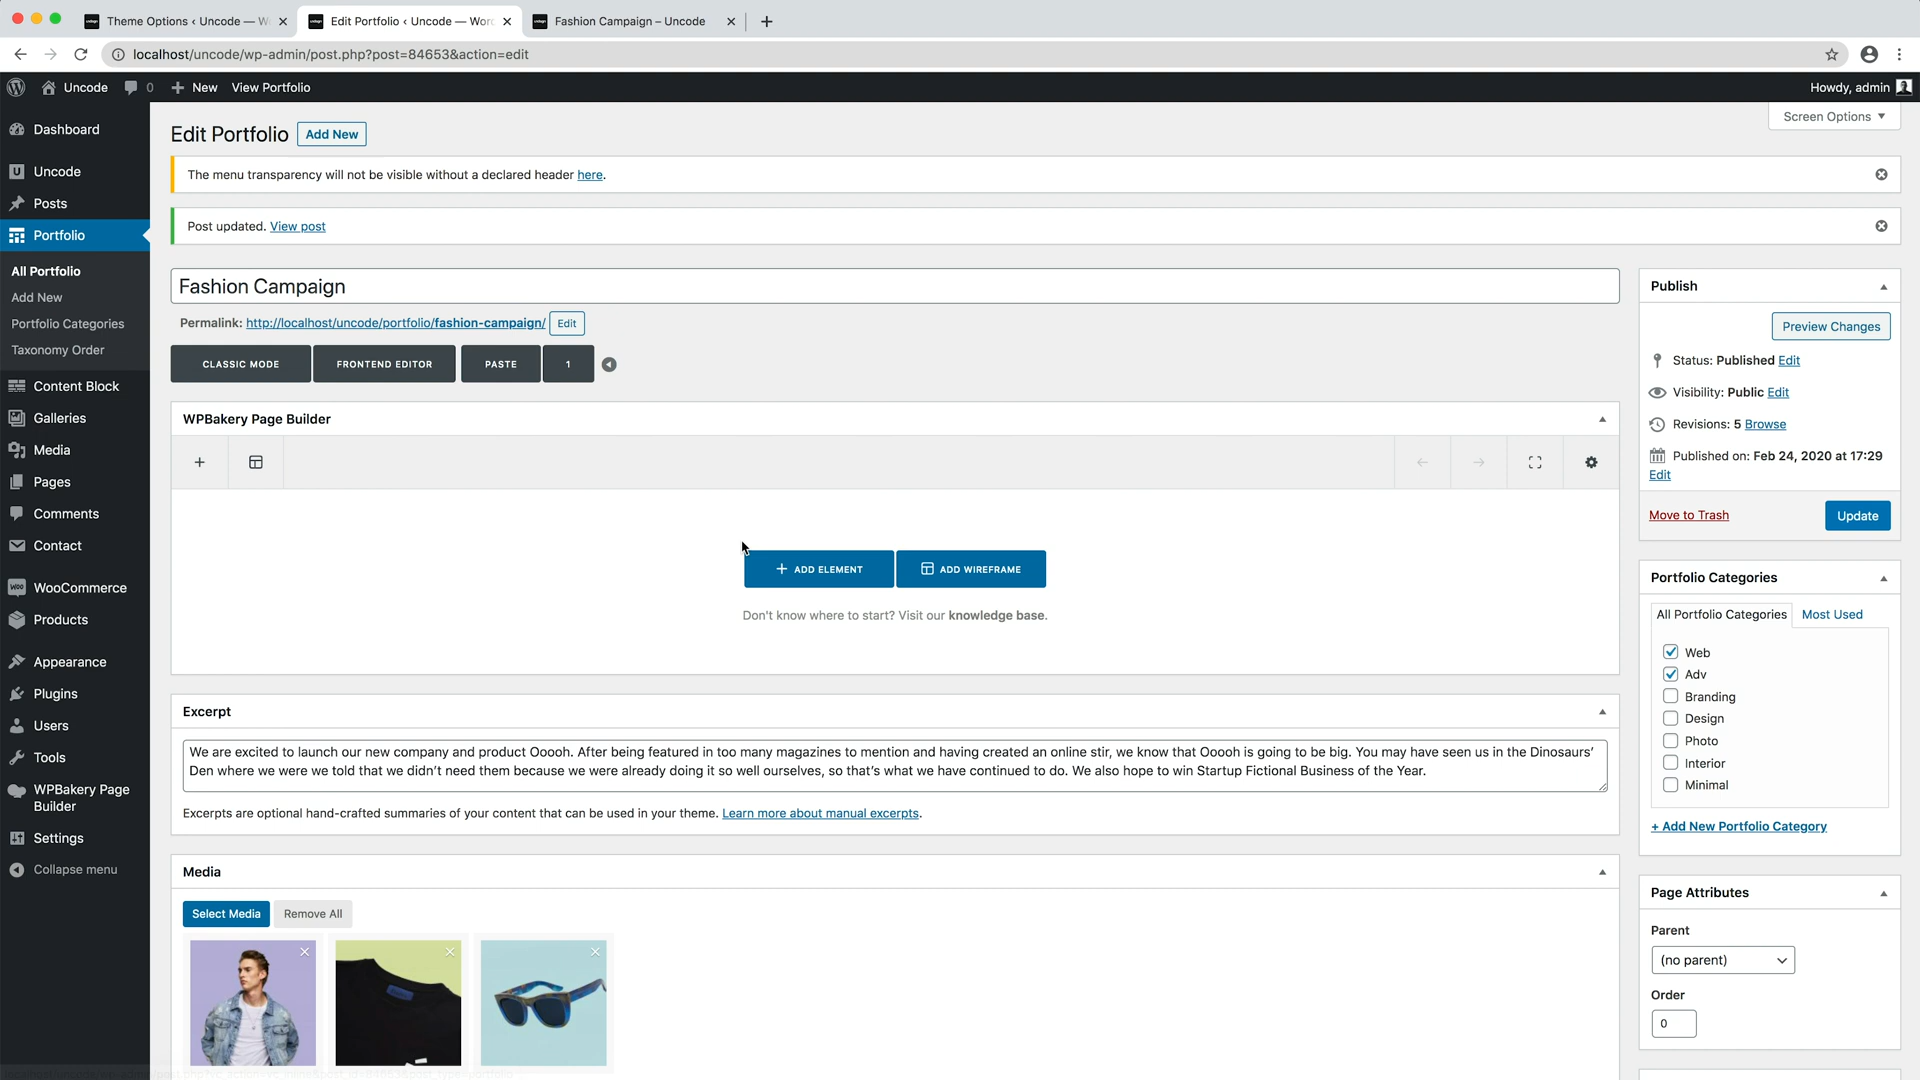 Theme Options ‹ Uncode — W
Edit Portfolio ‹ Uncode — Wor
Fashion Campaign – Uncode
localhost/uncode/wp-admin/post.php?post=84653&action=edit
Uncode
0
New
View Portfolio
Howdy, admin
Screen Options
Dashboard
Uncode
Posts
Portfolio
All Portfolio
Add New
Portfolio Categories
Taxonomy Order
Content Block
Galleries
Media
Pages
Comments
Contact
WooCommerce
Products
Appearance
Plugins
Users
Tools
WPBakery Page
Builder
Settings
Collapse menu
Edit Portfolio
Add New
The menu transparency will not be visible without a declared header here.
Post updated. View post
Fashion Campaign
Permalink: http://localhost/uncode/portfolio/fashion-campaign/ Edit
CLASSIC MODE
FRONTEND EDITOR
PASTE
1
WPBakery Page Builder
ADD ELEMENT
ADD WIREFRAME
Don't know where to start? Visit our knowledge base.
Excerpt
We are excited to launch our new company and product Ooooh. After being featured in too many magazines to mention and having created an online stir, we know that Ooooh is going to be big. You may have seen us in the Dinosaurs’
Den where we were we told that we didn’t need them because we were already doing it so well ourselves, so that’s what we have continued to do. We also hope to win Startup Fictional Business of the Year.
Excerpts are optional hand-crafted summaries of your content that can be used in your theme. Learn more about manual excerpts.
Media
Select Media
Remove All
Publish
Preview Changes
Status: Published Edit
Visibility: Public Edit
Revisions: 5 Browse
Published on: Feb 24, 2020 at 17:29
Edit
Move to Trash
Update
Portfolio Categories
All Portfolio Categories
Most Used
Web
Adv
Branding
Design
Photo
Interior
Minimal
+ Add New Portfolio Category
Page Attributes
Parent
(no parent)
Order
0